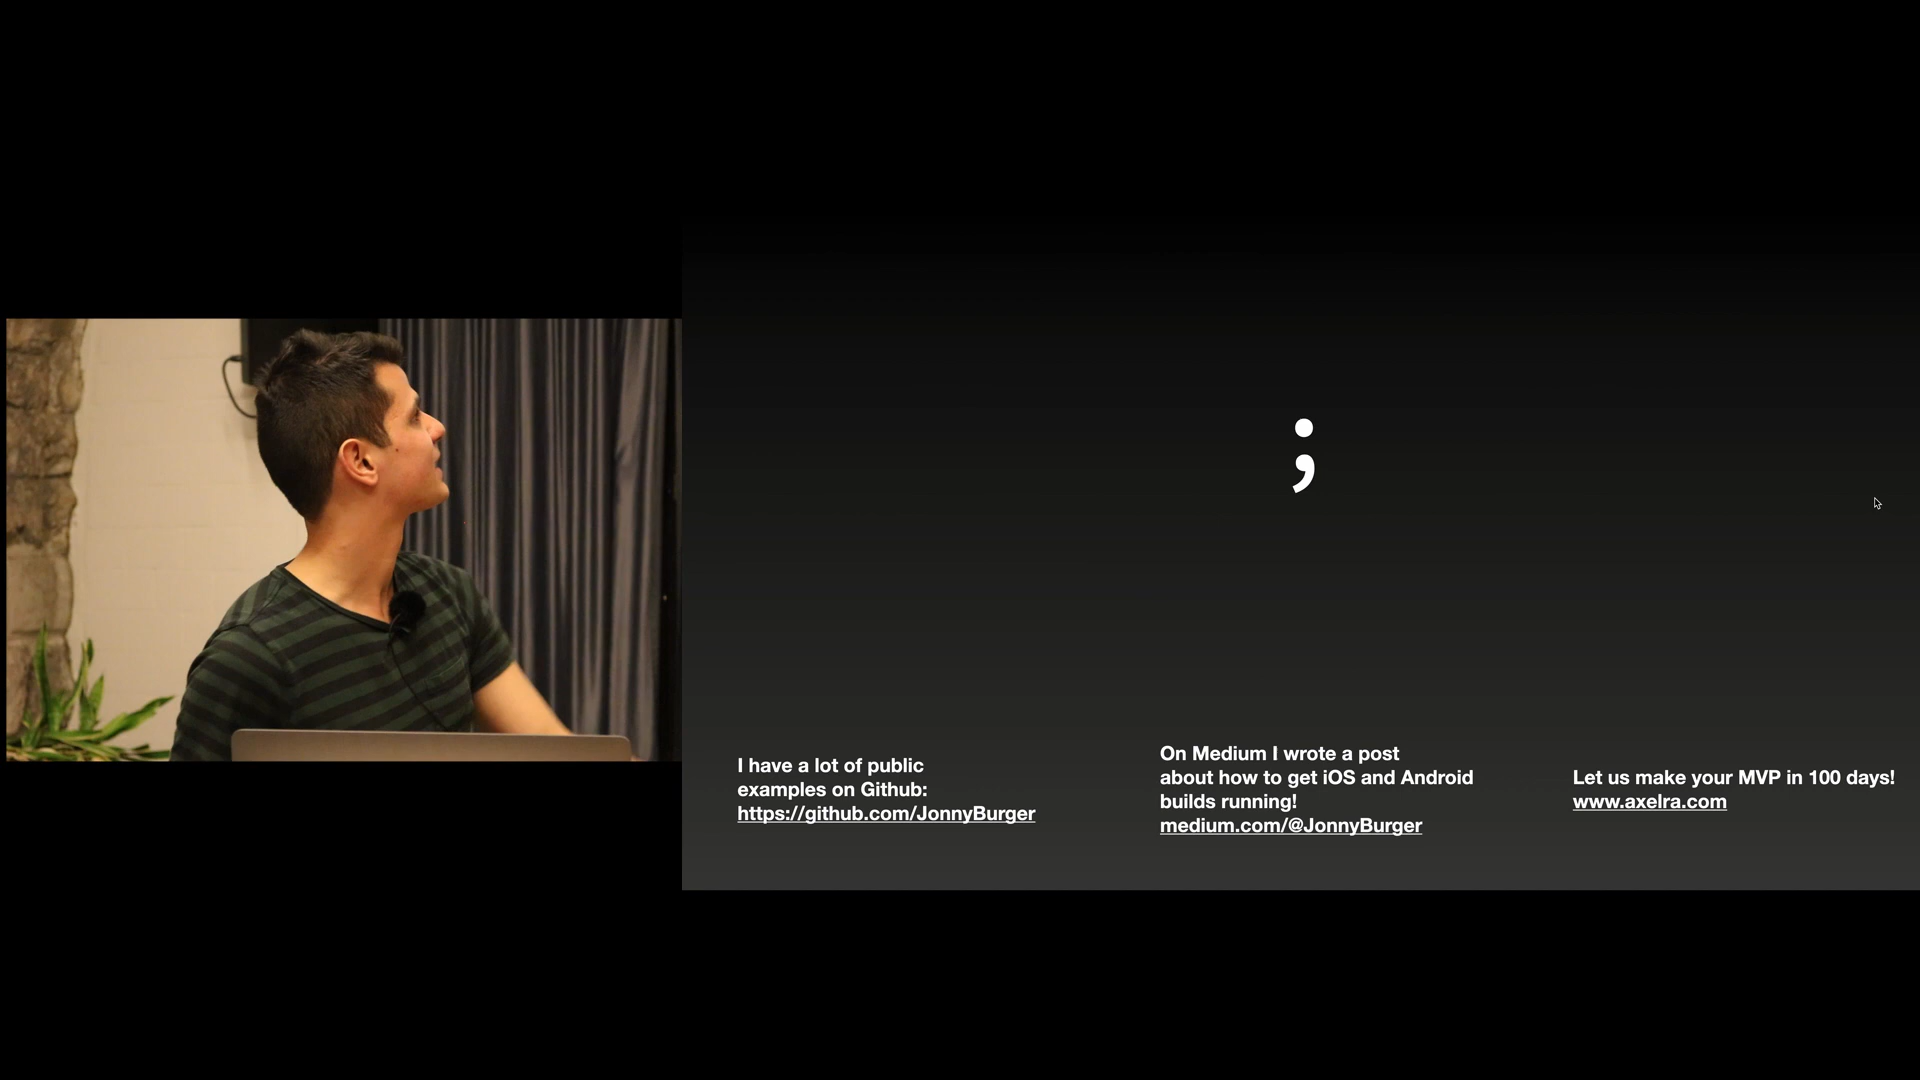 ;
I have a lot of public
examples on Github:
https://github.com/JonnyBurger
On Medium I wrote a post
about how to get iOS and Android
builds running!
medium.com/@JonnyBurger
Let us make your MVP in 100 days!
www.axelra.com